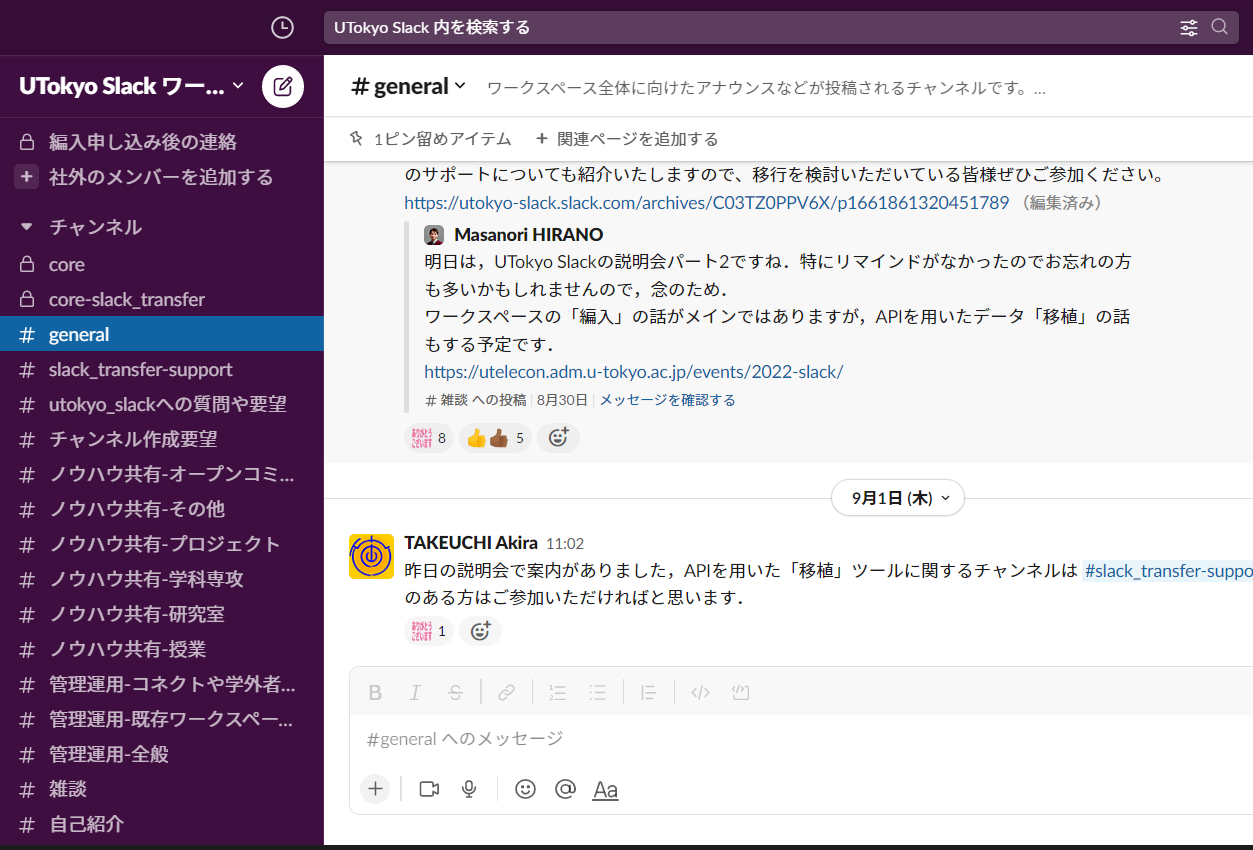 UTokyo Slack 内を検索する
UTokyo Slack ワー...
編入申し込み後の連絡
社外のメンバーを追加する
チャンネル
core
core-slack_transfer
# general
# slack_transfer-support
# utokyo_slackへの質問や要望
# チャンネル作成要望
# ノウハウ共有-オープンコミ...
# ノウハウ共有-その他
# ノウハウ共有-プロジェクト
# ノウハウ共有-学科専攻
# ノウハウ共有-研究室
# ノウハウ共有-授業
# 管理運用-コネクトや学外者...
# 管理運用-既存ワークスペー...
# 管理運用-全般
# 雑談
# 自己紹介
# general ワークスペース全体に向けたアナウンスなどが投稿されるチャンネルです。...
1ピン留めアイテム + 関連ページを追加する
のサポートについても紹介いたしますので、移行を検討いただいている皆様ぜひご参加ください。
https://utokyo-slack.slack.com/archives/C03TZ0PPV6X/p1661861320451789 （編集済み）
Masanori HIRANO
明日は，UTokyo Slackの説明会パート2ですね．特にリマインドがなかったのでお忘れの方
も多いかもしれませんので，念のため．
ワークスペースの「編入」の話がメインではありますが，APIを用いたデータ「移植」の話
もする予定です．
https://utelecon.adm.u-tokyo.ac.jp/events/2022-slack/
# 雑談 への投稿 | 8月30日 | メッセージを確認する
ありがとうございます 8 5
9月1日 (木)
TAKEUCHI Akira 11:02
昨日の説明会で案内がありました，APIを用いた「移植」ツールに関するチャンネルは #slack_transfer-suppo
のある方はご参加いただければと思います．
ありがとうございます 1
B I S
#general へのメッセージ
+ @ Aa